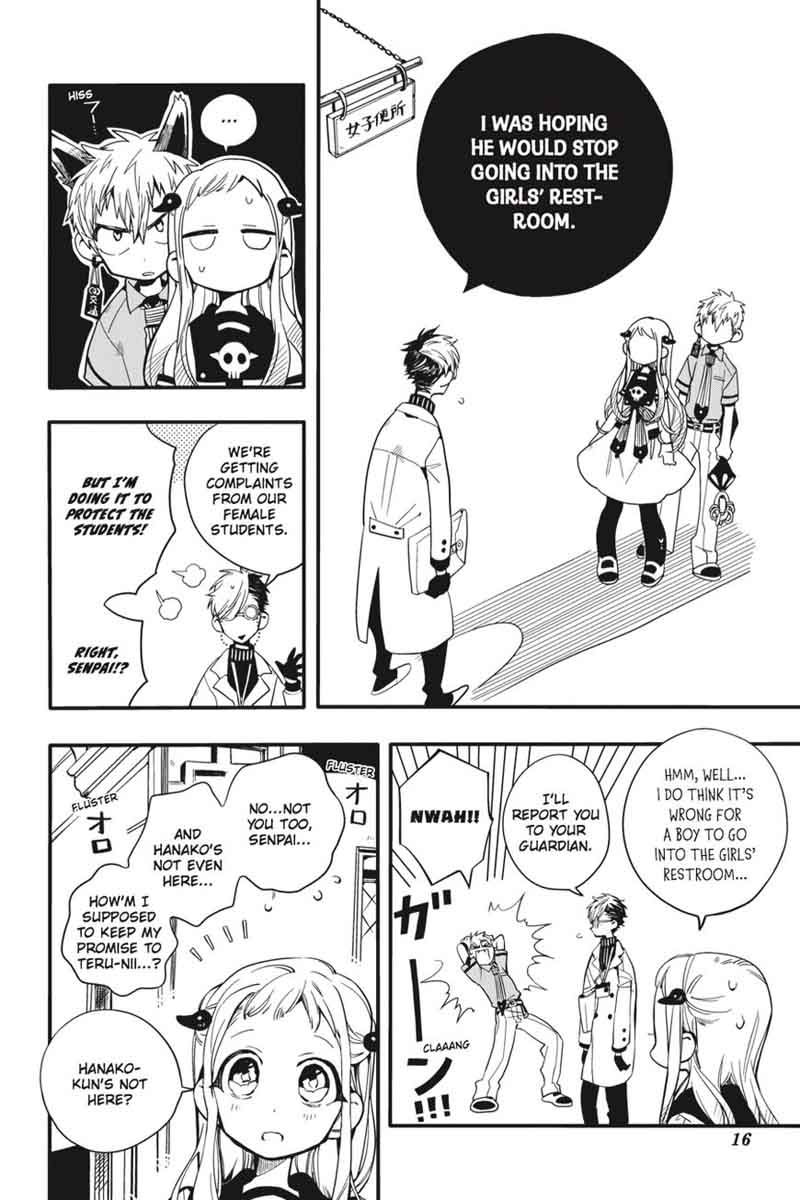 女子便所
I WAS HOPING
HE WOULD STOP
GOING INTO THE
GIRLS' REST-
ROOM.
HISS
...
WE'RE
GETTING
COMPLAINTS
FROM OUR
FEMALE
STUDENTS.
BUT I'M
DOING IT TO
PROTECT THE
STUDENTS!
RIGHT,
SENPAI!?
HMM, WELL...
I DO THINK IT'S
WRONG FOR
A BOY TO GO
INTO THE GIRLS'
RESTROOM...
I'LL
REPORT YOU
TO YOUR
GUARDIAN.
NWAH!!
ガーン!!!
CLAAANG
FLUSTER
オロ
FLUSTER
オロ
NO...NOT
YOU TOO,
SENPAI...
AND
HANAKO'S
NOT EVEN
HERE...
HOW'M I
SUPPOSED
TO KEEP MY
PROMISE TO
TERU-NII...?
HANAKO-
KUN'S NOT
HERE?
16